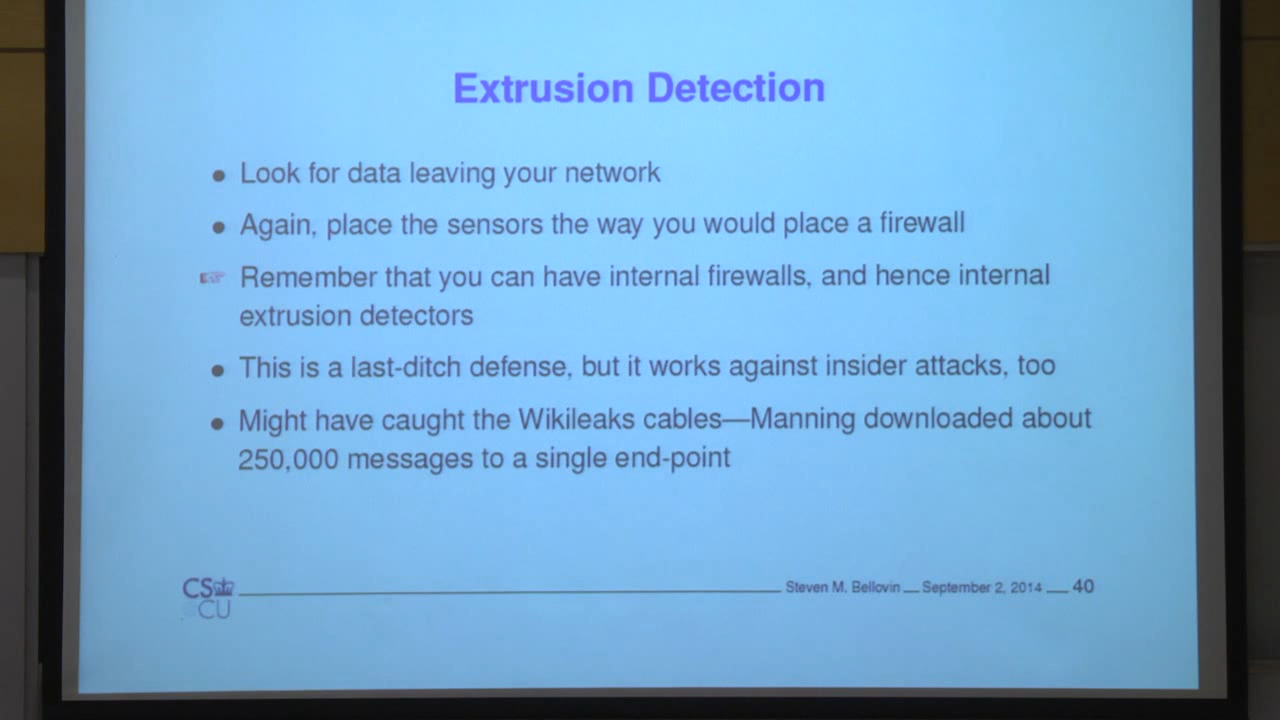 Extrusion Detection
● Look for data leaving your network
● Again, place the sensors the way you would place a firewall
☞ Remember that you can have internal firewalls, and hence internal
extrusion detectors
● This is a last-ditch defense, but it works against insider attacks, too
● Might have caught the Wikileaks cables—Manning downloaded about
250,000 messages to a single end-point
CS
CU
Steven M. Bellovin __ September 2, 2014 __ 40